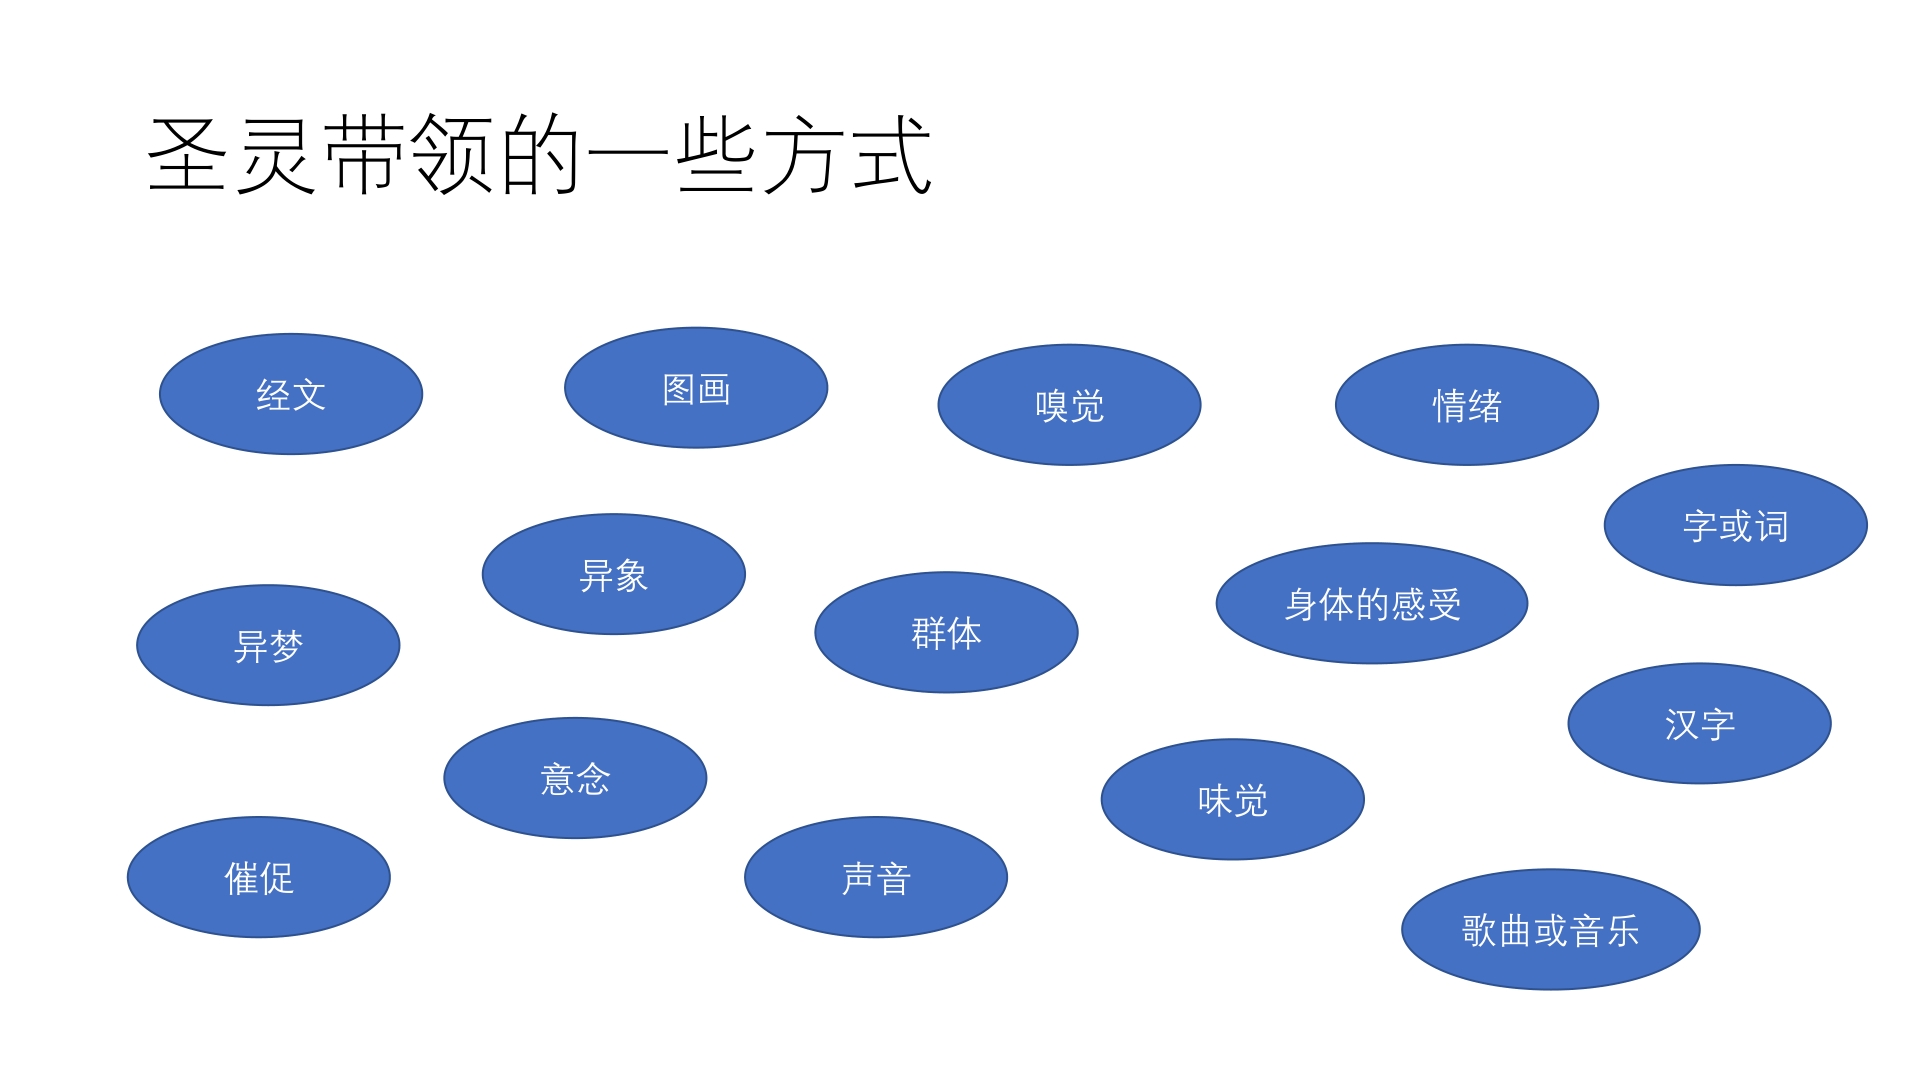 圣灵带领的一些方式
经文
图画
嗅觉
情绪
字或词
异象
身体的感受
异梦
群体
汉字
意念
味觉
催促
声音
歌曲或音乐